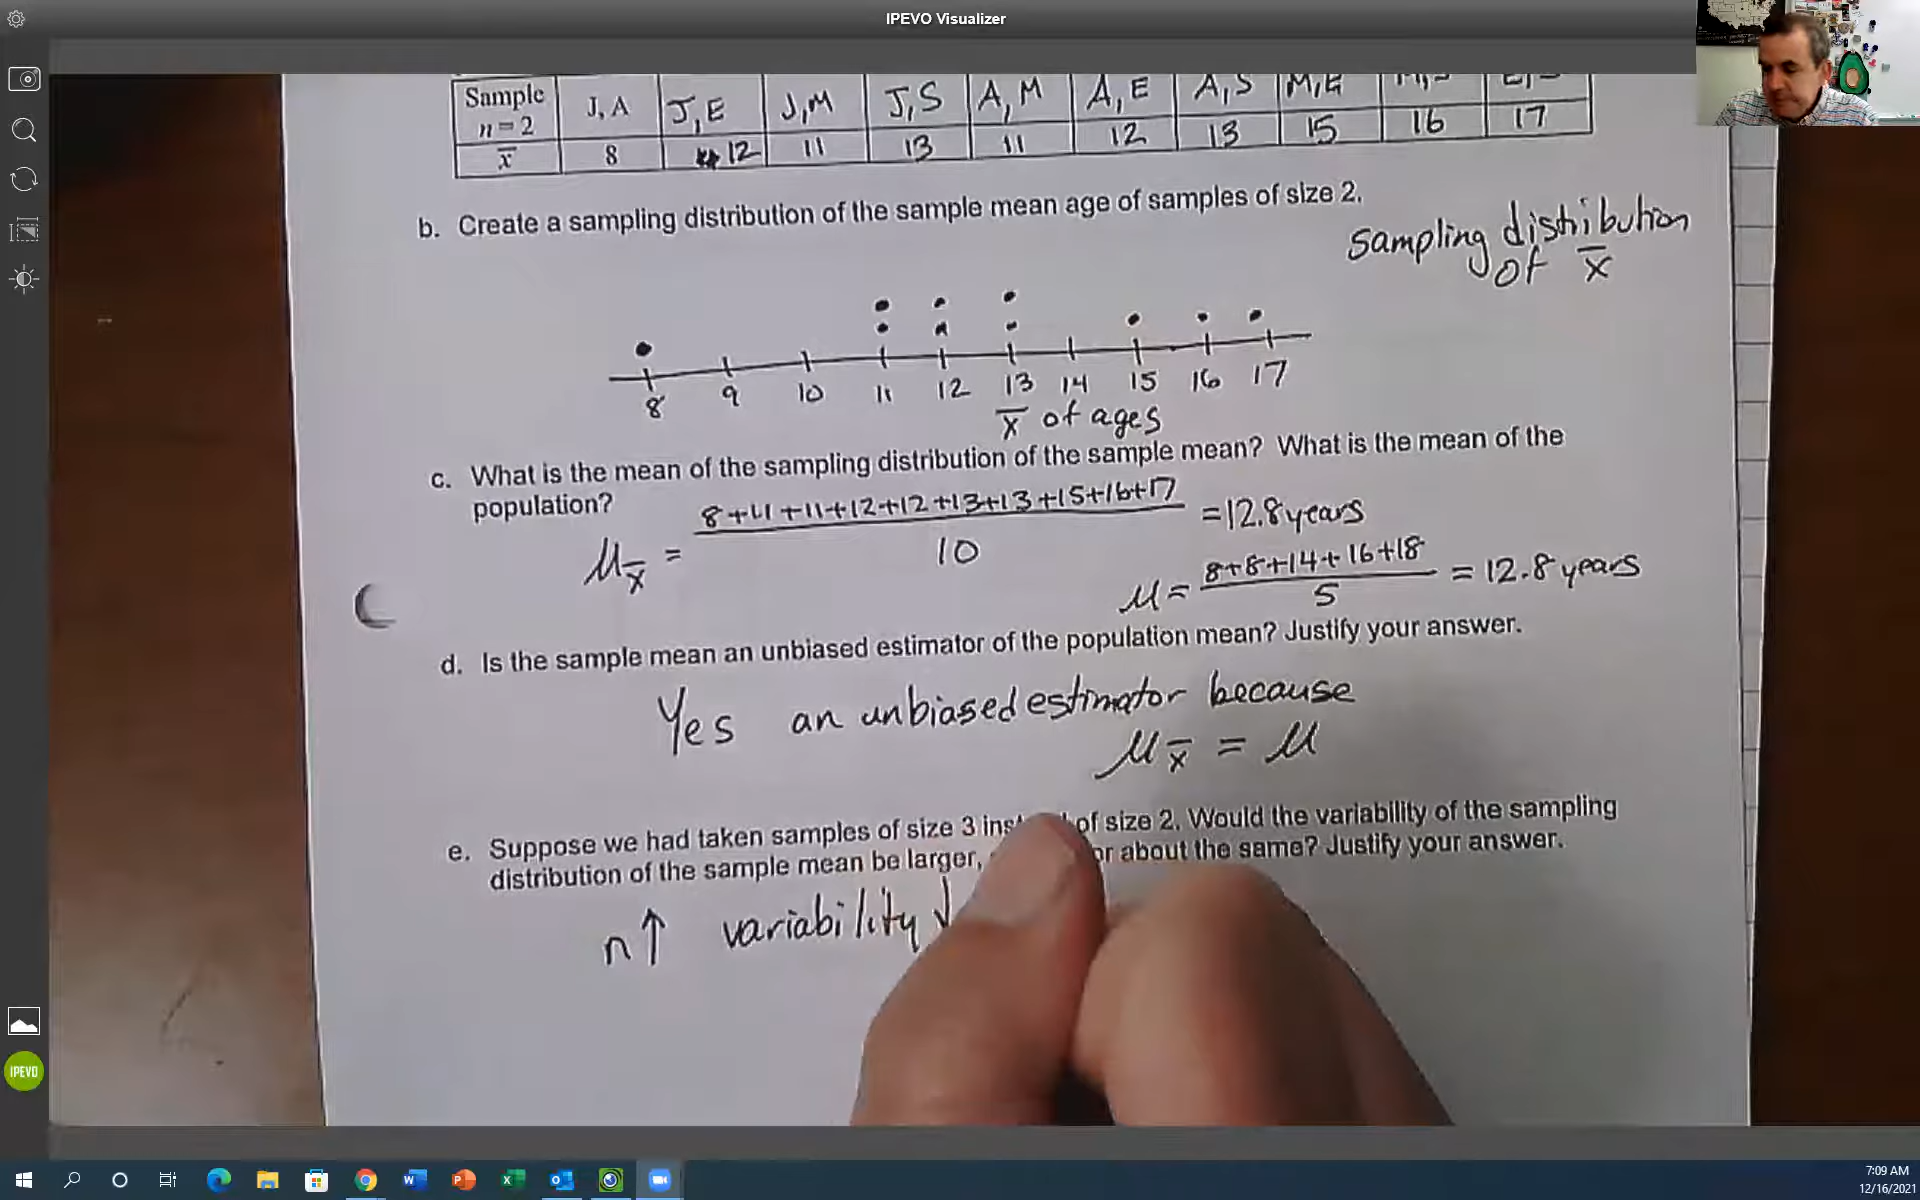 IPEVO Visualizer
Sample n = 2 J, A J, E J, M J, S A, M A, E A, S M, E
x̄ 8 12 11 13 11 12 13 15 16 17
b. Create a sampling distribution of the sample mean age of samples of size 2.
sampling distribution
of x̄
8 9 10 11 12 13 14 15 16 17
x̄ of ages
c. What is the mean of the sampling distribution of the sample mean? What is the mean of the
population?
μx̄ = 8+11+11+12+12+13+13+15+16+17 / 10 = 12.8 years
μ = 8+8+14+16+18 / 5 = 12.8 years
d. Is the sample mean an unbiased estimator of the population mean? Justify your answer.
Yes an unbiased estimator because
μx̄ = μ
e. Suppose we had taken samples of size 3 of size 2. Would the variability of the sampling
distribution of the sample mean be larger, or about the same? Justify your answer.
n↑ variability ↓
IPEVO
7:09 AM
12/16/2021